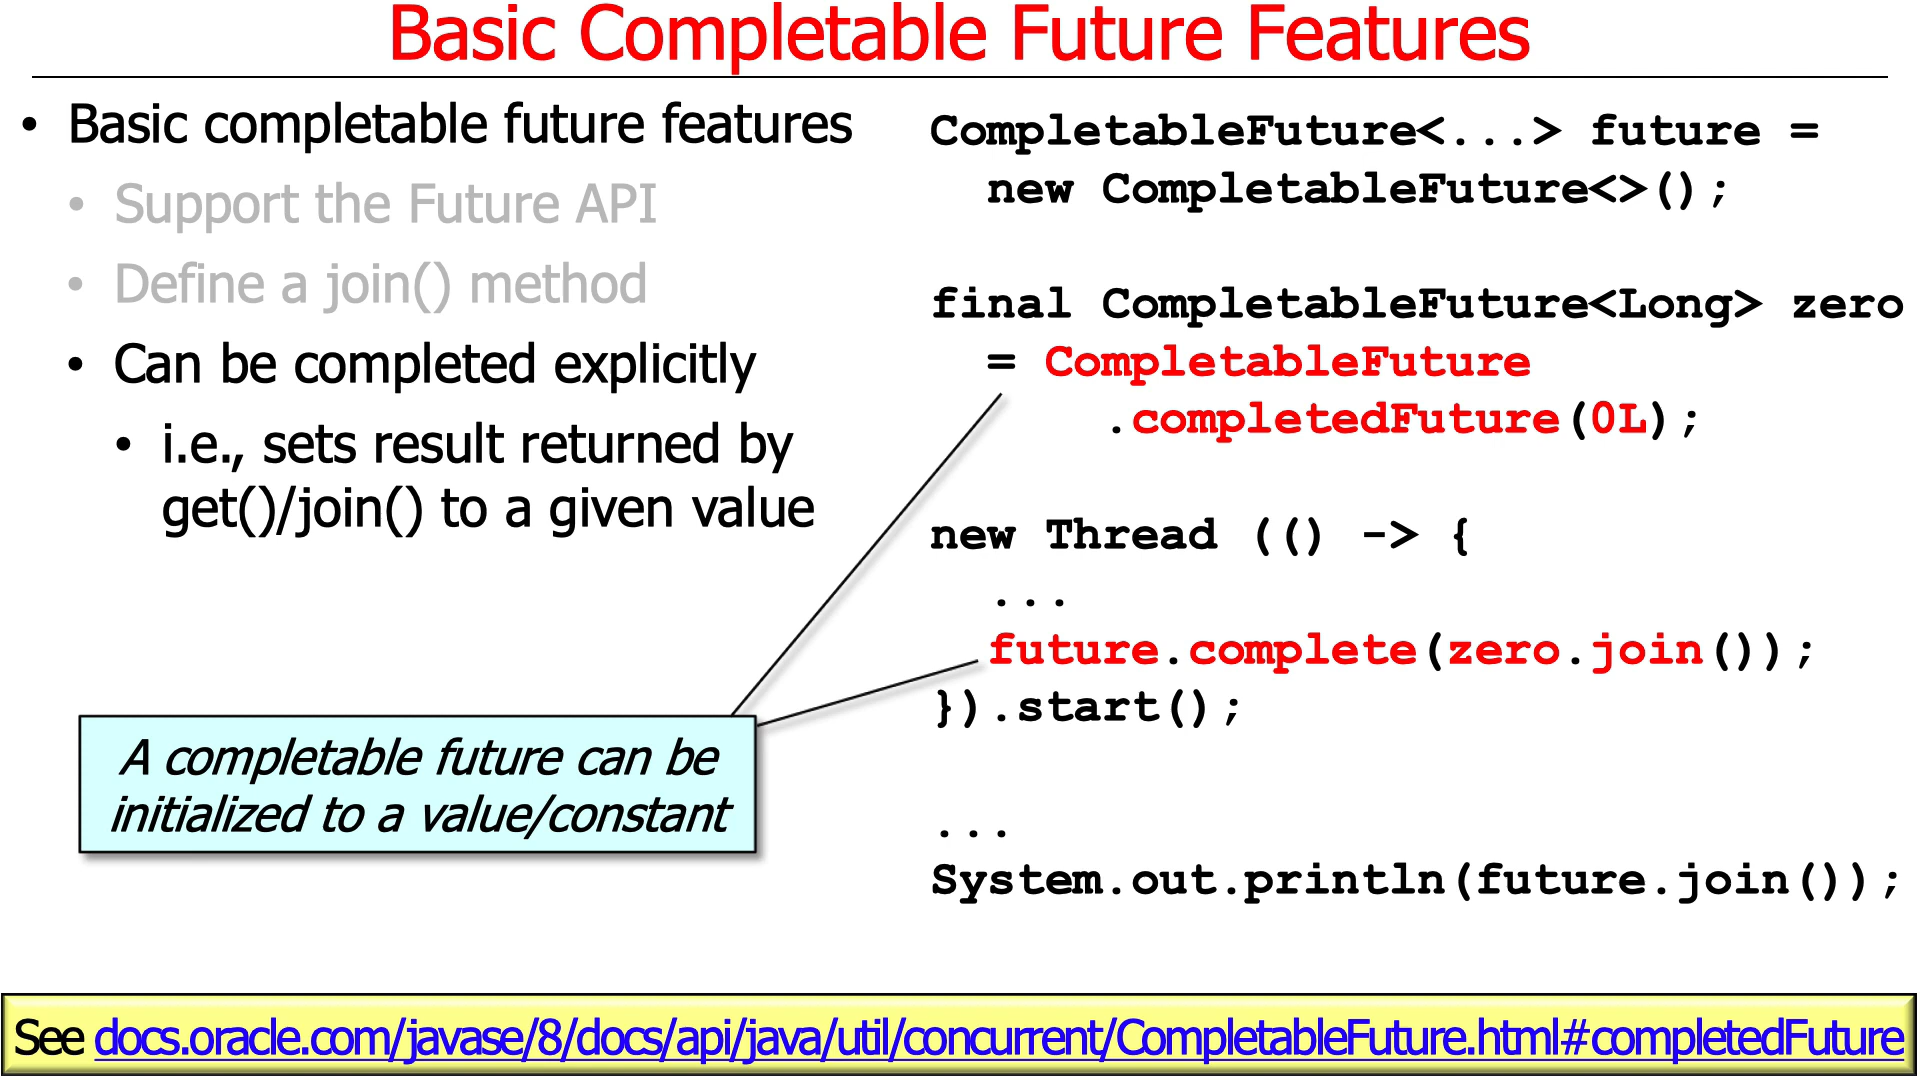 Basic Completable Future Features
• Basic completable future features
• Support the Future API
• Define a join() method
• Can be completed explicitly
• i.e., sets result returned by
get()/join() to a given value
CompletableFuture<...> future =
new CompletableFuture<>();
final CompletableFuture<Long> zero
= CompletableFuture
.completedFuture(0L);
new Thread (() -> {
...
future.complete(zero.join());
}).start();
...
System.out.println(future.join());
A completable future can be
initialized to a value/constant
See docs.oracle.com/javase/8/docs/api/java/util/concurrent/CompletableFuture.html#completedFuture